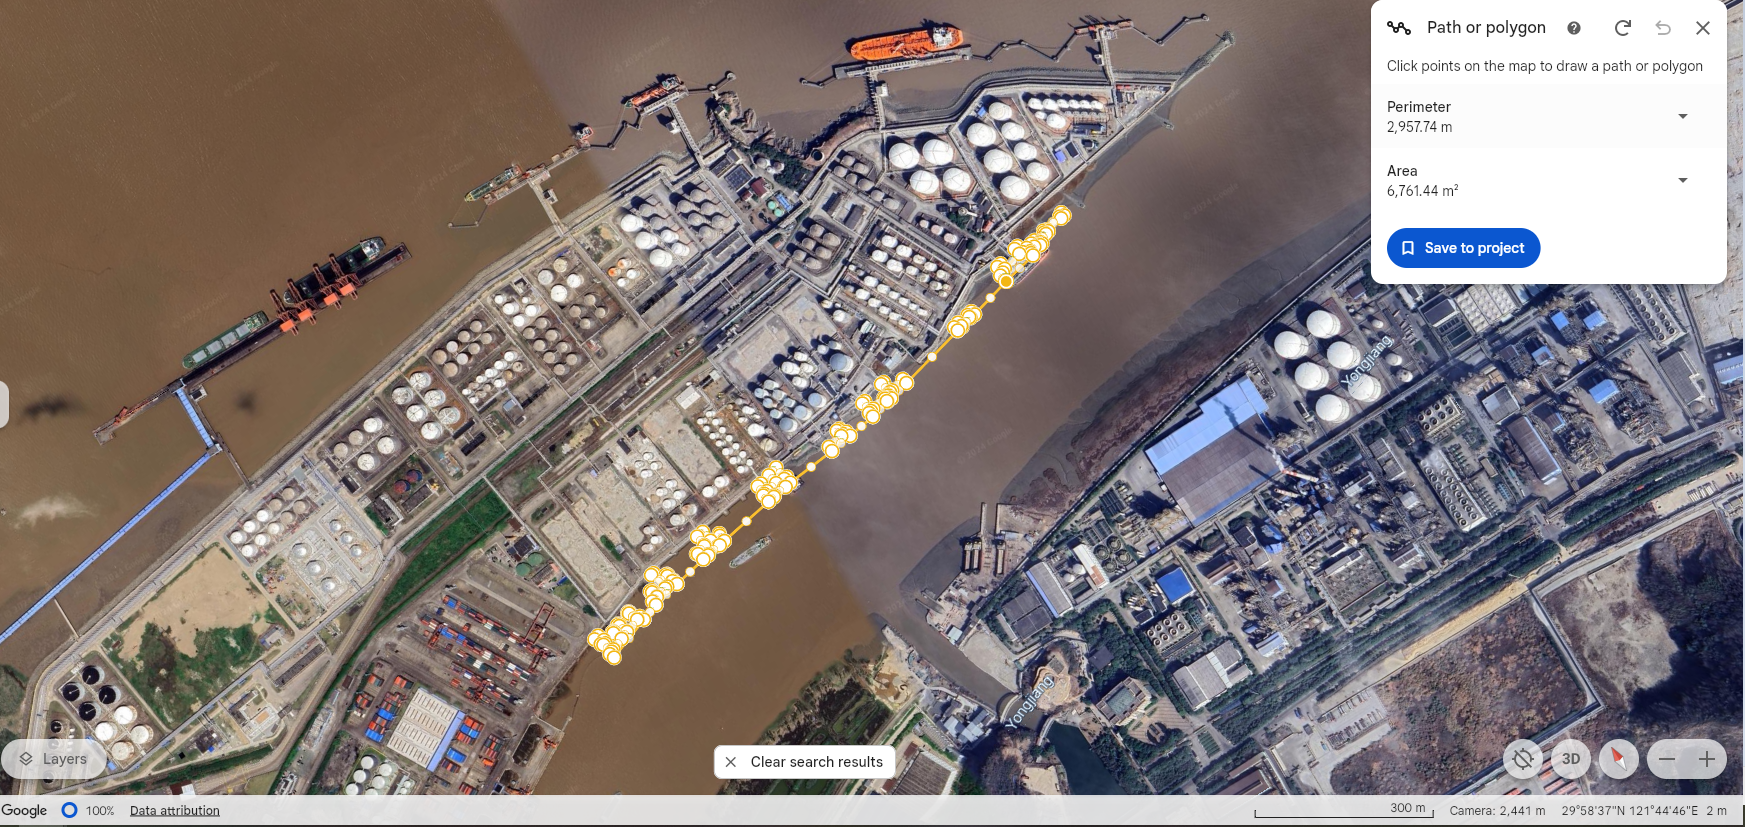 Path or polygon
Click points on the map to draw a path or polygon
Perimeter
2,957.74 m
Area
6,761.44 m²
Save to project
Yongjiang
Yongjiang
Layers
Clear search results
3D
Google
100%
Data attribution
300 m
Camera: 2,441 m
29°58'37"N 121°44'46"E
2 m